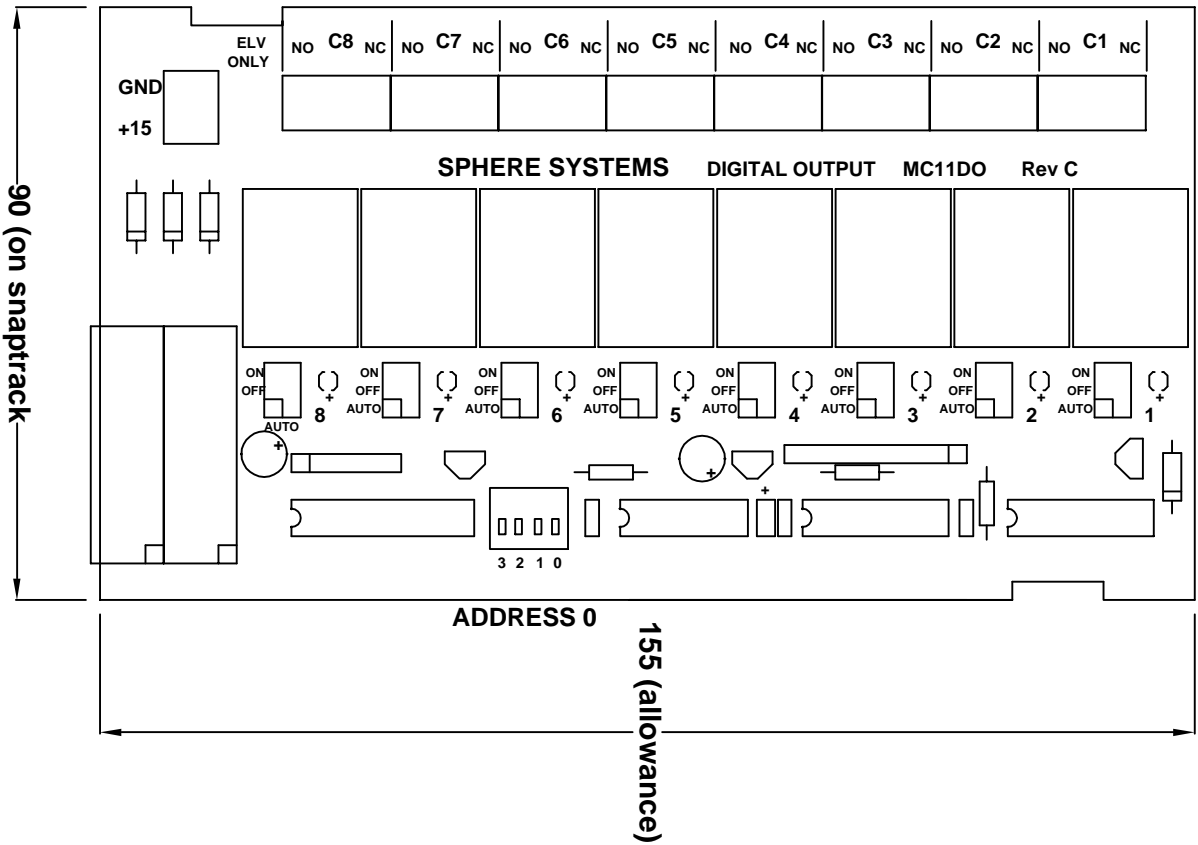 ELV
ONLY
NO C8 NC NO C7 NC NO C6 NC NO C5 NC NO C4 NC NO C3 NC NO C2 NC NO C1 NC
GND
+15
SPHERE SYSTEMS DIGITAL OUTPUT MC11DO Rev C
90 (on snaptrack)
ON ON ON ON ON ON ON ON
OFF OFF OFF OFF OFF OFF OFF OFF
AUTO AUTO AUTO AUTO AUTO AUTO AUTO
+ + + + + + + +
8 7 6 5 4 3 2 1
AUTO
+ +
+
3 2 1 0
ADDRESS 0
155 (allowance)